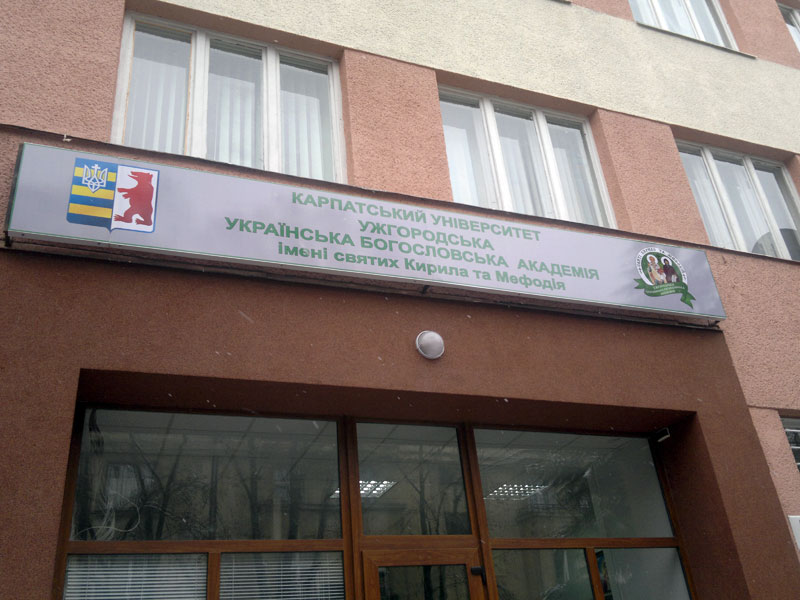 КАРПАТСЬКИЙ УНІВЕРСИТЕТ
УЖГОРОДСЬКА
УКРАЇНСЬКА БОГОСЛОВСЬКА АКАДЕМІЯ
імені святих Кирила та Мефодія